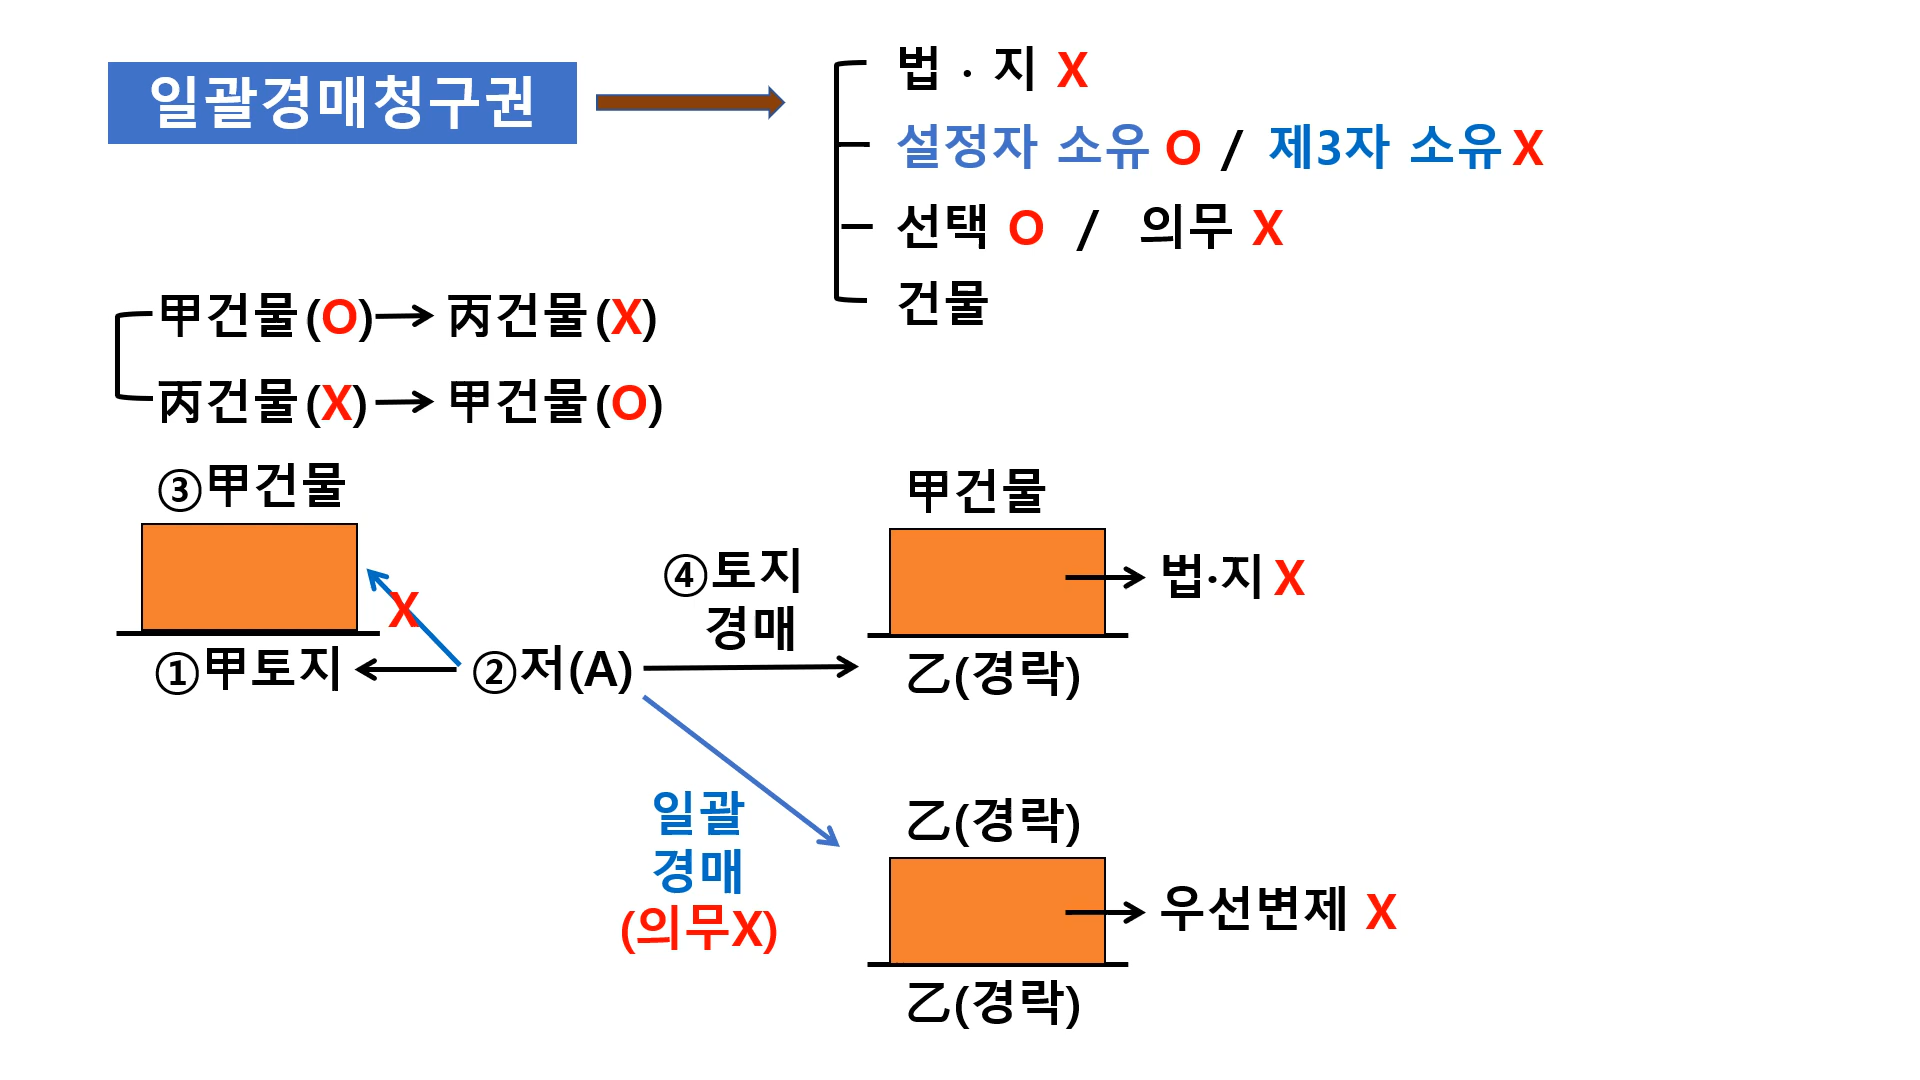 일괄경매청구권
법 · 지 X
설정자 소유 O / 제3자 소유 X
선택 O / 의무 X
건물
甲건물(O) 丙건물(X)
丙건물(X) 甲건물(O)
③甲건물
X
①甲토지
②저(A)
④토지
경매
甲건물
법·지 X
乙(경락)
일괄
경매
(의무X)
乙(경락)
우선변제 X
乙(경락)